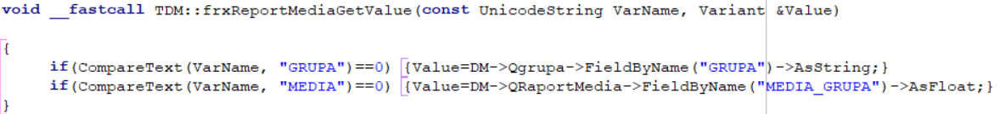 void __fastcall TDM::frxReportMediaGetValue(const UnicodeString VarName, Variant &Value)
{
if(CompareText(VarName, "GRUPA")==0) {Value=DM->Qgrupa->FieldByName("GRUPA")->AsString;}
if(CompareText(VarName, "MEDIA")==0) {Value=DM->QRaportMedia->FieldByName("MEDIA_GRUPA")->AsFloat;}
}